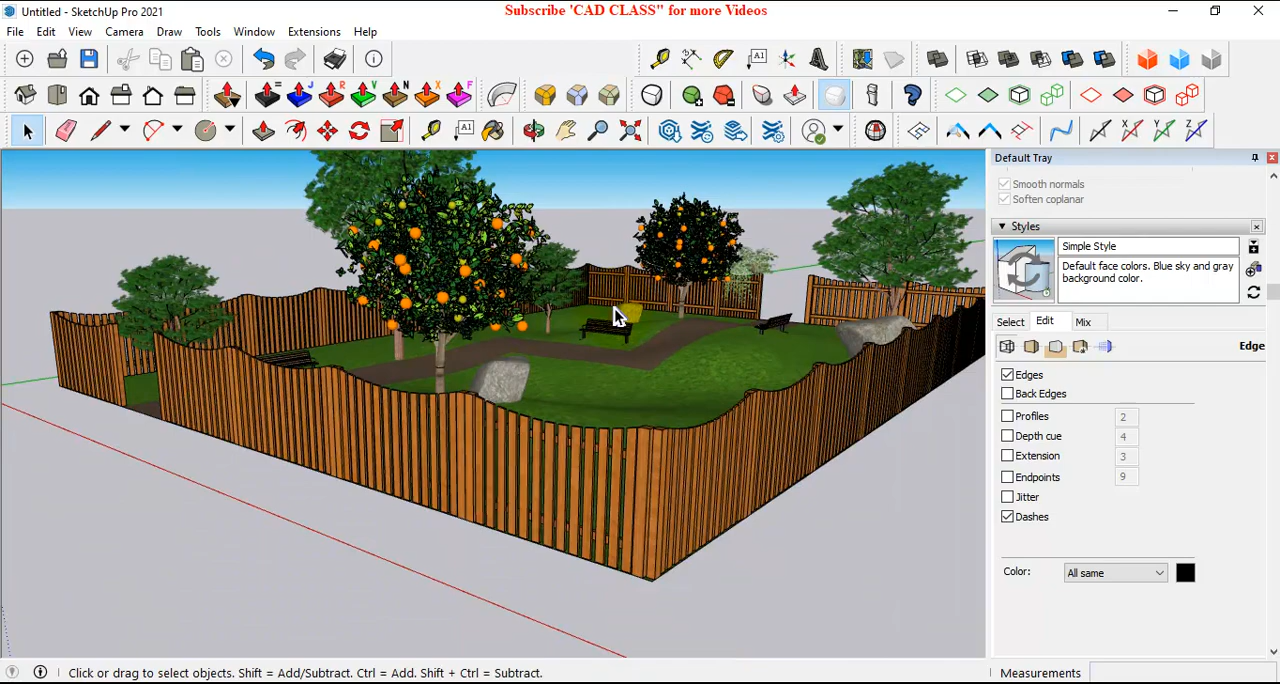 Untitled - SketchUp Pro 2021
Subscribe 'CAD CLASS" for more Videos
File Edit View Camera Draw Tools Window Extensions Help
A1
= J R V N X F
A1
X Y Z
Default Tray
Smooth normals
Soften coplanar
Styles
Simple Style
Default face colors. Blue sky and gray
background color.
Select Edit Mix
Edge
Edges
Back Edges
Profiles 2
Depth cue 4
Extension 3
Endpoints 9
Jitter
Dashes
Color: All same
Click or drag to select objects. Shift = Add/Subtract. Ctrl = Add. Shift + Ctrl = Subtract.
Measurements